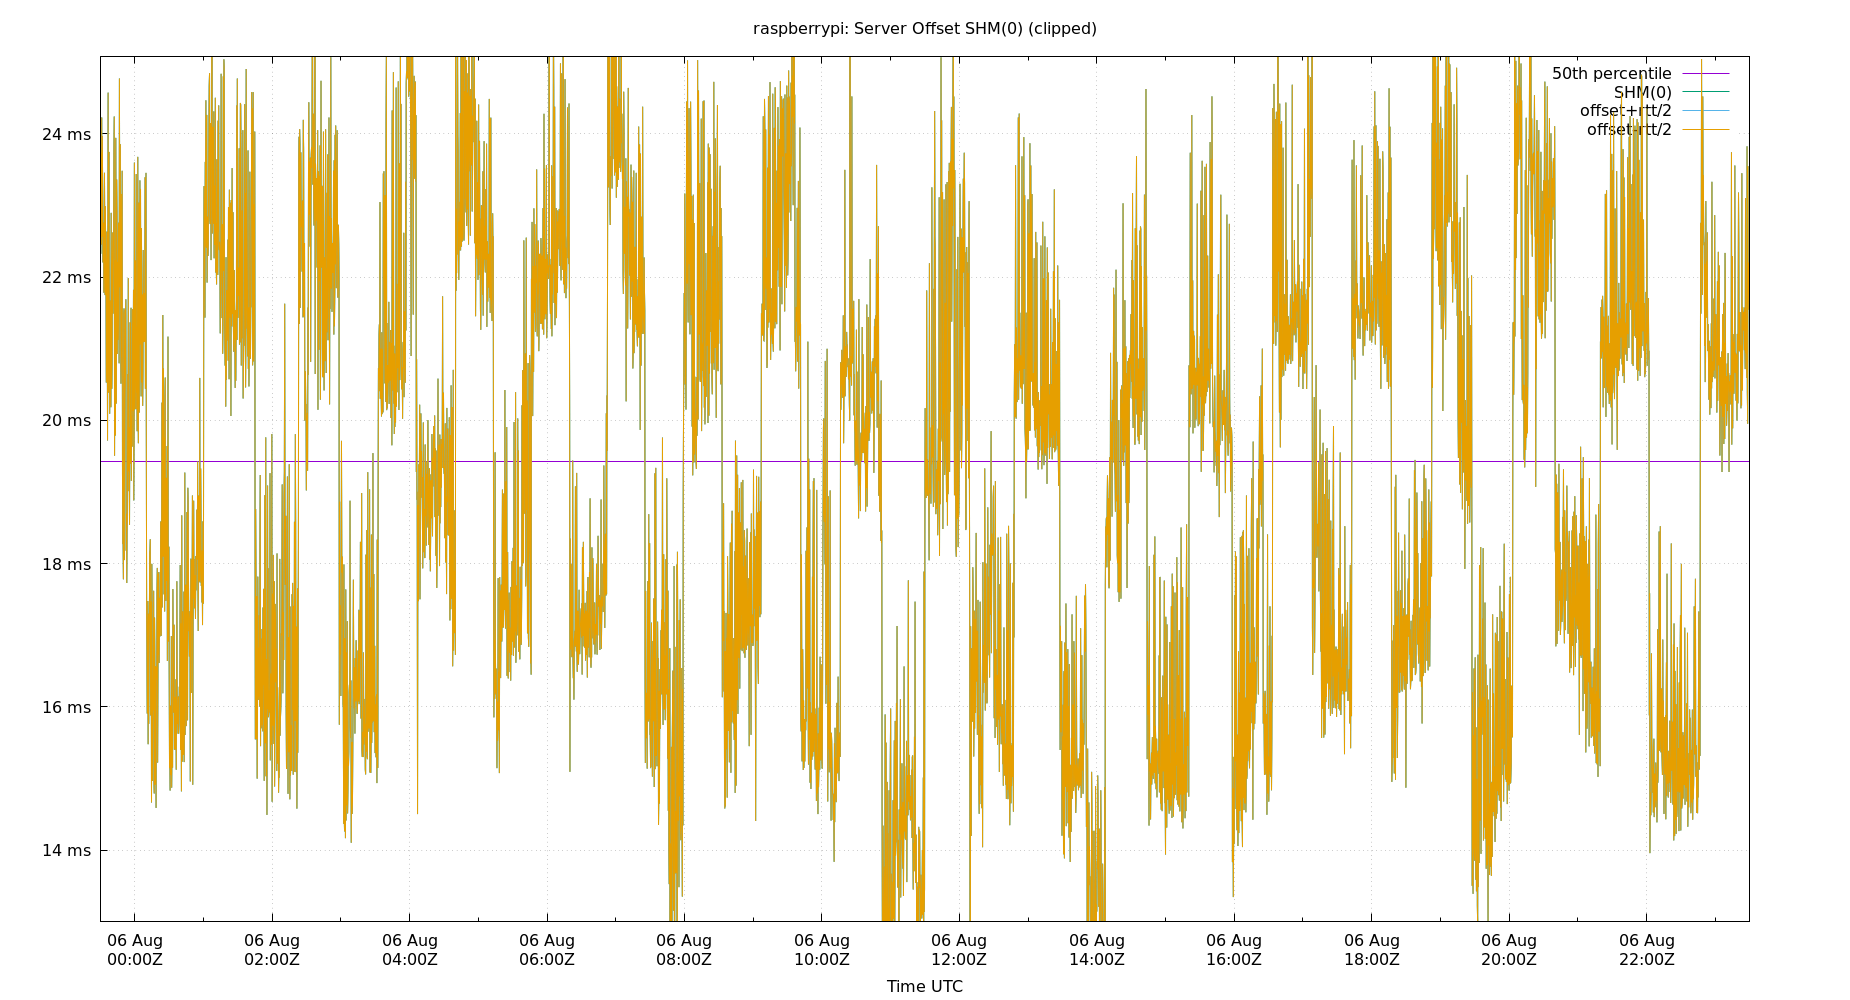 raspberrypi: Server Offset SHM(0) (clipped)
50th percentile
SHM(0)
offset+rtt/2
offset-rtt/2
24 ms
22 ms
20 ms
18 ms
16 ms
14 ms
06 Aug 06 Aug 06 Aug 06 Aug 06 Aug 06 Aug 06 Aug 06 Aug 06 Aug 06 Aug 06 Aug 06 Aug
00:00Z 02:00Z 04:00Z 06:00Z 08:00Z 10:00Z 12:00Z 14:00Z 16:00Z 18:00Z 20:00Z 22:00Z
Time UTC